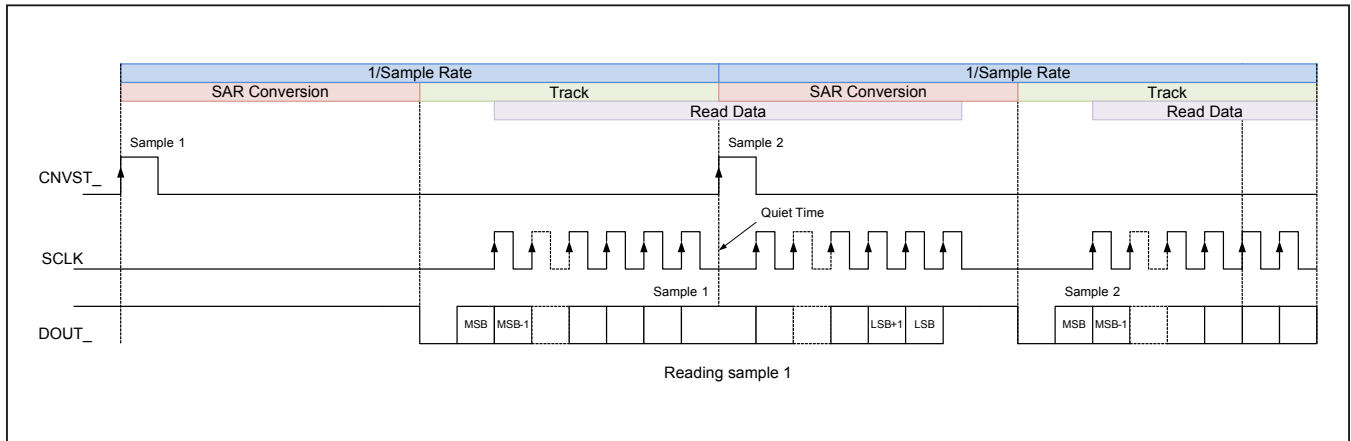 1/Sample Rate 1/Sample Rate
SAR Conversion Track SAR Conversion Track
Read Data Read Data
Sample 1 Sample 2
CNVST_
Quiet Time
SCLK
Sample 1 Sample 2
MSB MSB-1 LSB+1 LSB MSB MSB-1
DOUT_
Reading sample 1